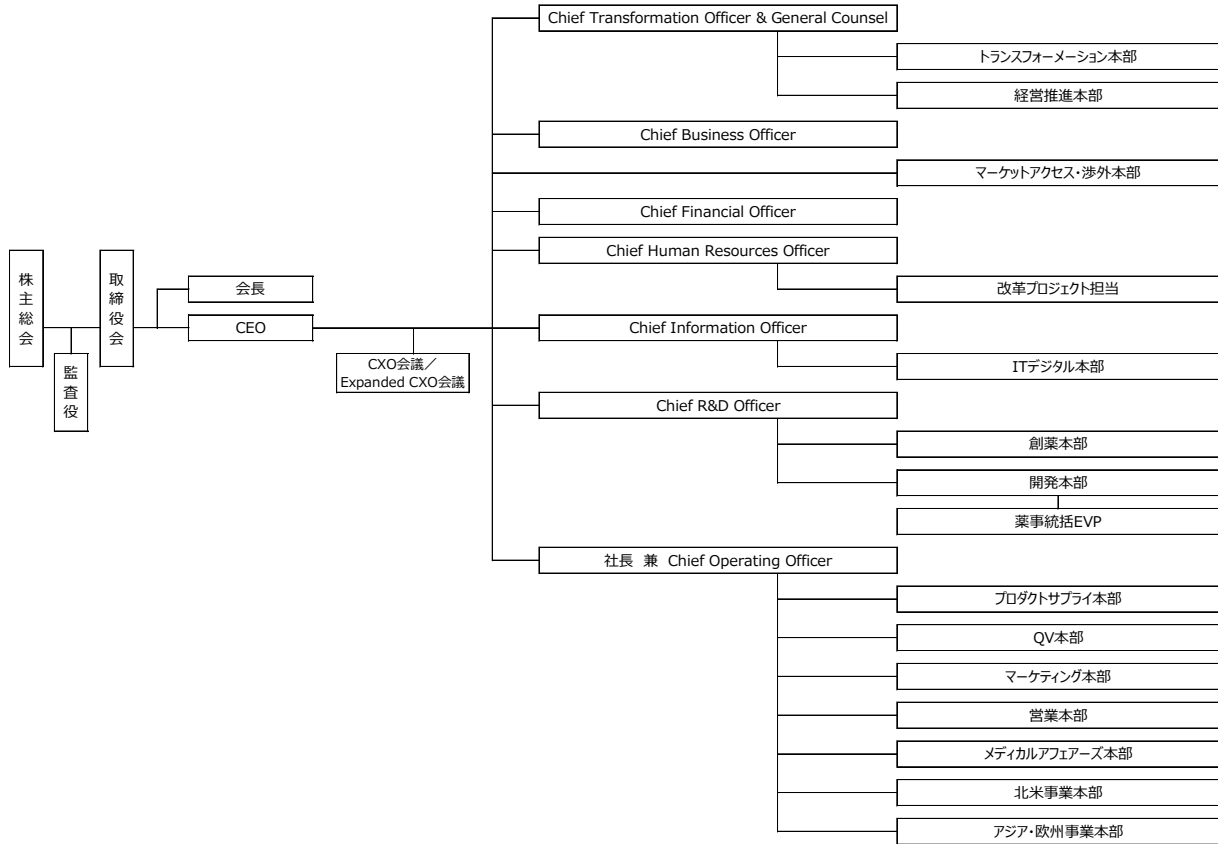 Chief Transformation Officer & General Counsel
トランスフォーメーション本部
経営推進本部
Chief Business Officer
マーケットアクセス・渉外本部
Chief Financial Officer
Chief Human Resources Officer
改革プロジェクト担当
株主総会
監査役
取締役会
会長
CEO
CXO会議／
Expanded CXO会議
Chief Information Officer
ITデジタル本部
Chief R&D Officer
創薬本部
開発本部
薬事統括EVP
社長 兼 Chief Operating Officer
プロダクトサプライ本部
QV本部
マーケティング本部
営業本部
メディカルアフェアーズ本部
北米事業本部
アジア・欧州事業本部